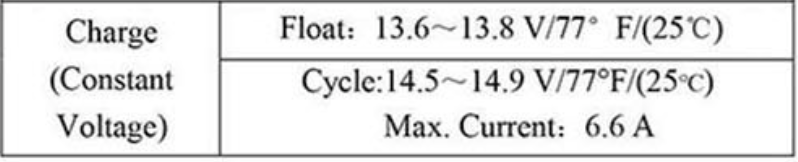 Charge
(Constant
Voltage)
Float：13.6～13.8 V/77° F/(25℃)
Cycle:14.5～14.9 V/77°F/(25℃)
Max. Current：6.6 A